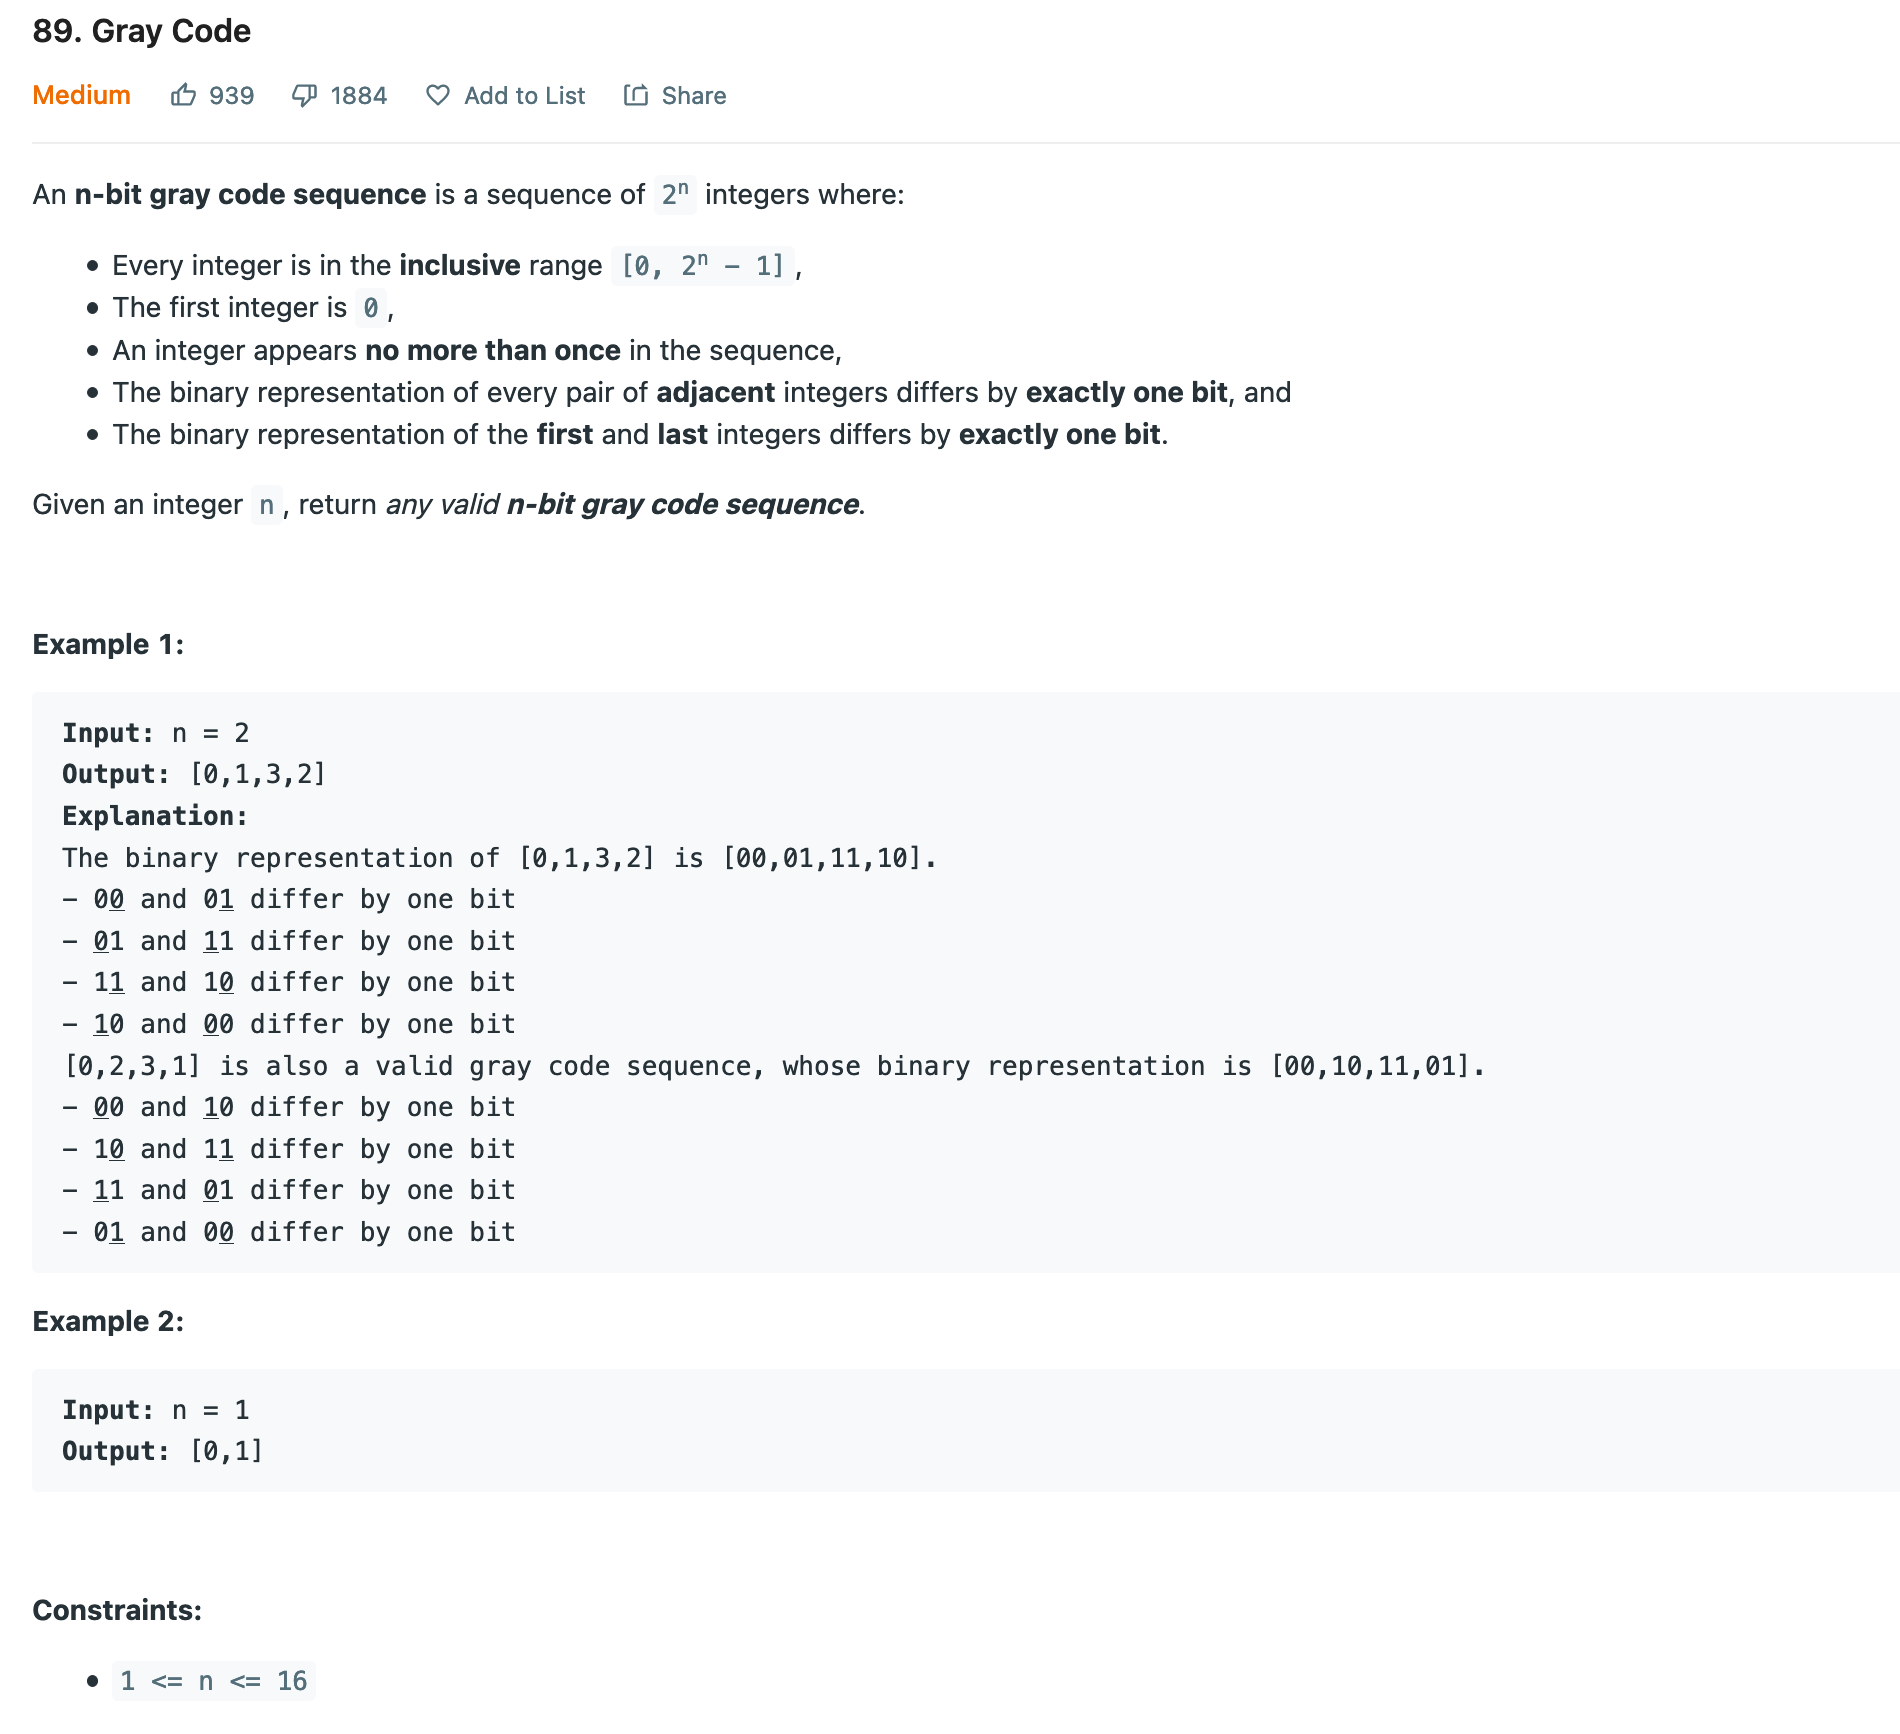 89. Gray Code
Medium 939 1884 Add to List Share
An n-bit gray code sequence is a sequence of 2ⁿ integers where:
• Every integer is in the inclusive range [0, 2ⁿ - 1],
• The first integer is 0,
• An integer appears no more than once in the sequence,
• The binary representation of every pair of adjacent integers differs by exactly one bit, and
• The binary representation of the first and last integers differs by exactly one bit.
Given an integer n, return any valid n-bit gray code sequence.
Example 1:
Input: n = 2
Output: [0,1,3,2]
Explanation:
The binary representation of [0,1,3,2] is [00,01,11,10].
- 00 and 01 differ by one bit
- 01 and 11 differ by one bit
- 11 and 10 differ by one bit
- 10 and 00 differ by one bit
[0,2,3,1] is also a valid gray code sequence, whose binary representation is [00,10,11,01].
- 00 and 10 differ by one bit
- 10 and 11 differ by one bit
- 11 and 01 differ by one bit
- 01 and 00 differ by one bit
Example 2:
Input: n = 1
Output: [0,1]
Constraints:
• 1 <= n <= 16